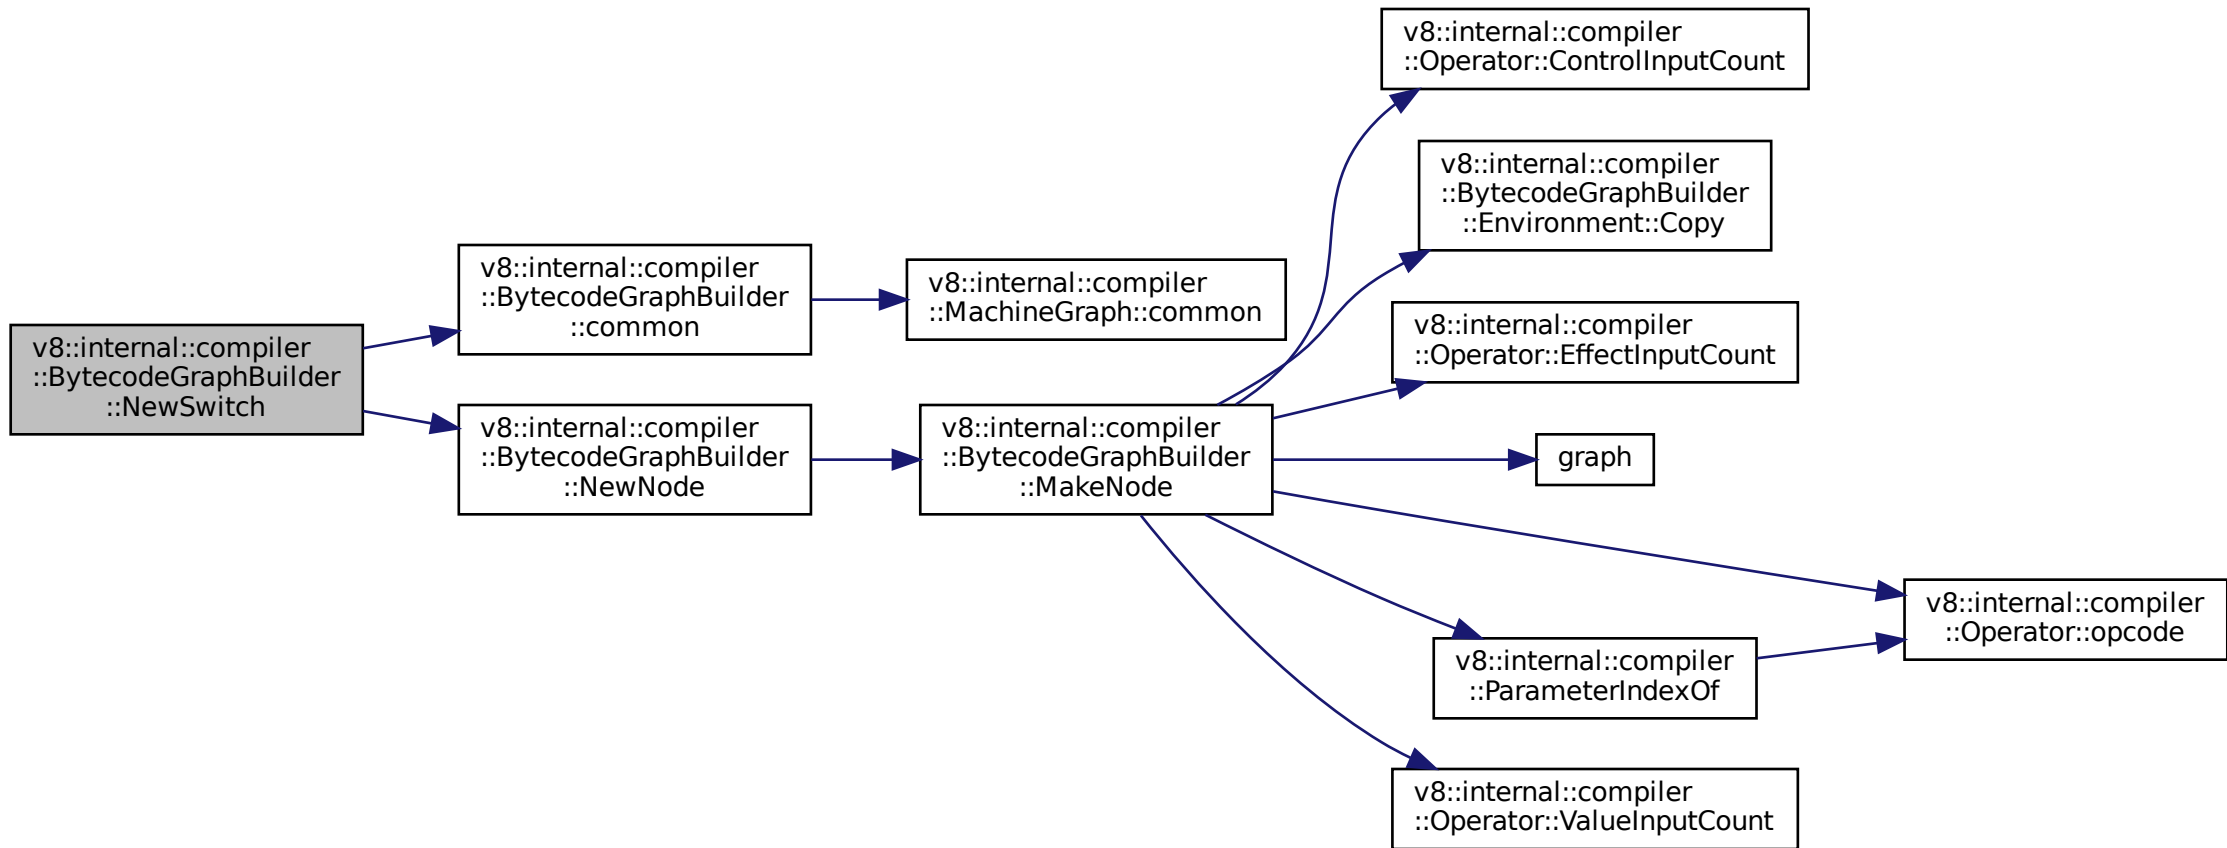 v8::internal::compiler
::BytecodeGraphBuilder
::NewSwitch
v8::internal::compiler
::BytecodeGraphBuilder
::common
v8::internal::compiler
::MachineGraph::common
v8::internal::compiler
::BytecodeGraphBuilder
::NewNode
v8::internal::compiler
::BytecodeGraphBuilder
::MakeNode
v8::internal::compiler
::Operator::ControlInputCount
v8::internal::compiler
::BytecodeGraphBuilder
::Environment::Copy
v8::internal::compiler
::Operator::EffectInputCount
graph
v8::internal::compiler
::Operator::opcode
v8::internal::compiler
::ParameterIndexOf
v8::internal::compiler
::Operator::ValueInputCount